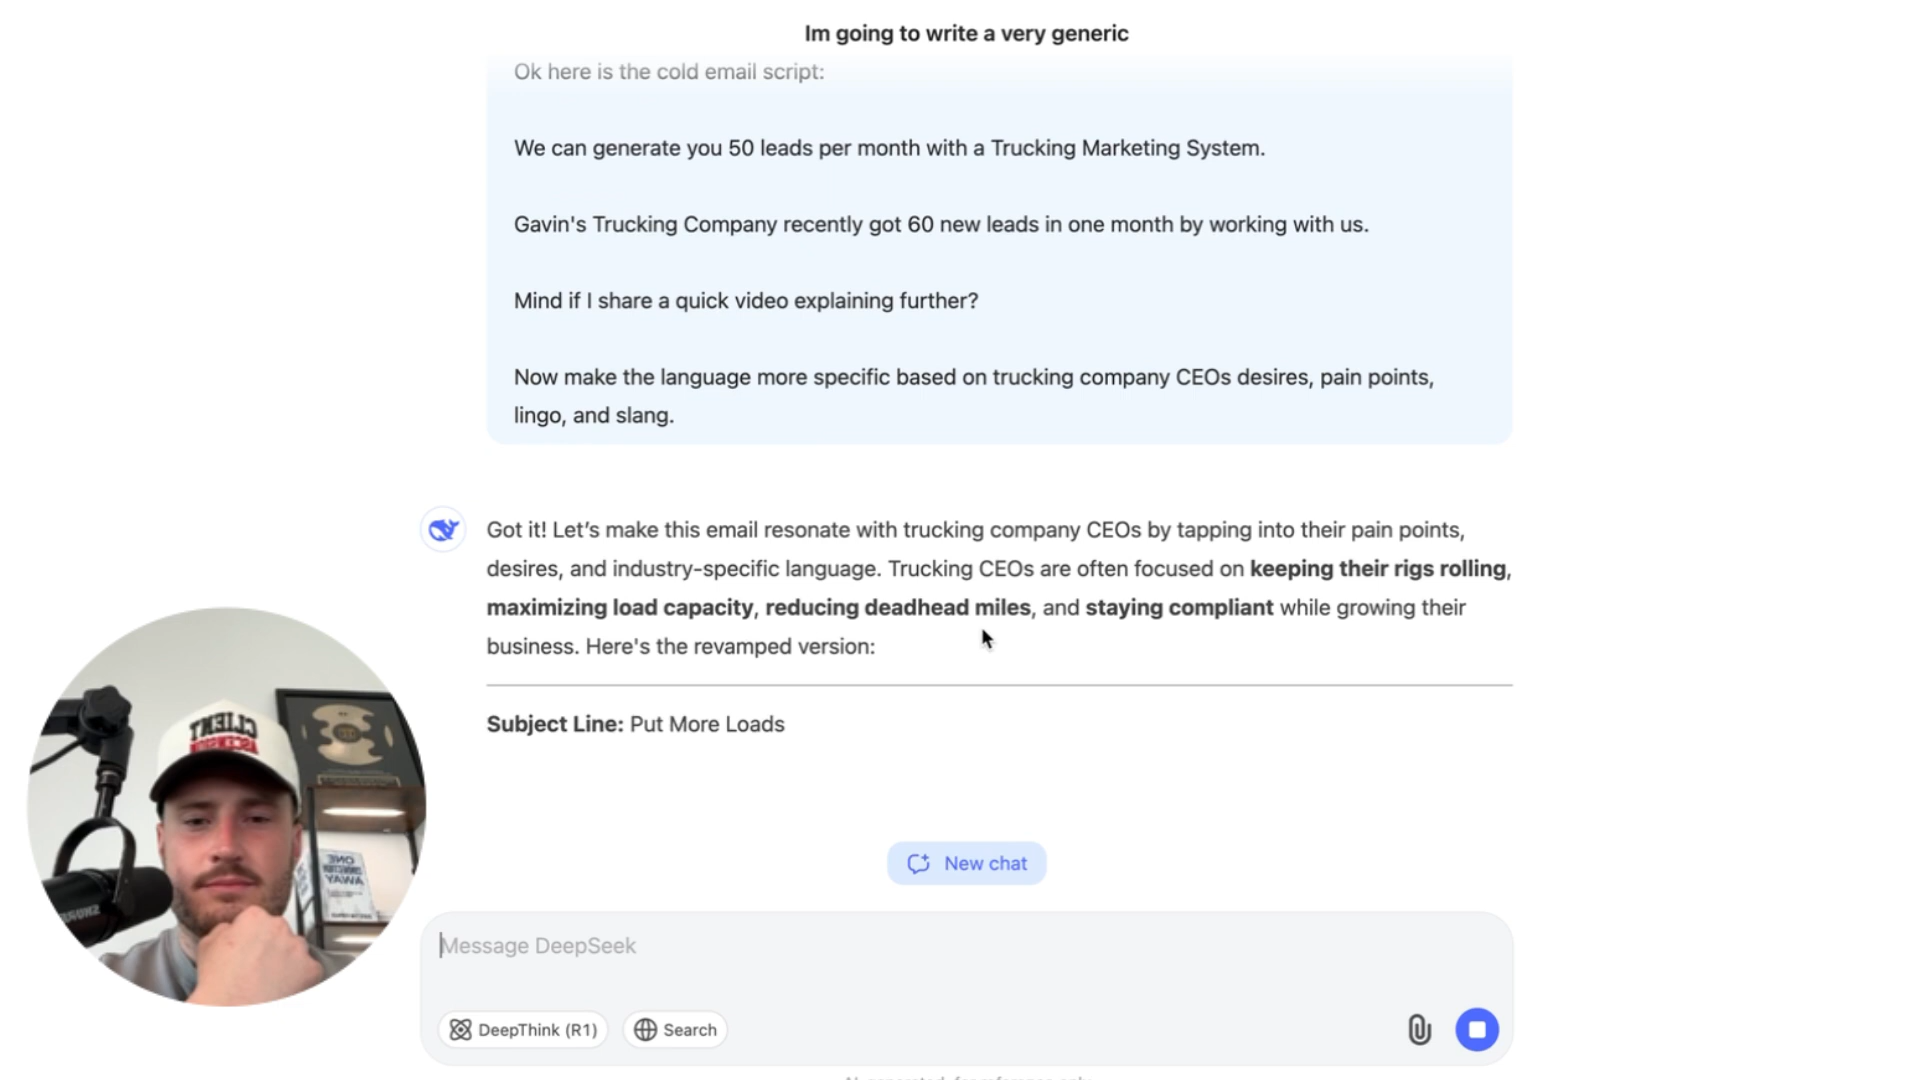 Im going to write a very generic
Ok here is the cold email script:
We can generate you 50 leads per month with a Trucking Marketing System.
Gavin's Trucking Company recently got 60 new leads in one month by working with us.
Mind if I share a quick video explaining further?
Now make the language more specific based on trucking company CEOs desires, pain points,
lingo, and slang.
Got it! Let’s make this email resonate with trucking company CEOs by tapping into their pain points,
desires, and industry-specific language. Trucking CEOs are often focused on keeping their rigs rolling,
maximizing load capacity, reducing deadhead miles, and staying compliant while growing their
business. Here's the revamped version:
Subject Line: Put More Loads
CLIENT
ONE
AWAY
New chat
Message DeepSeek
DeepThink (R1)
Search